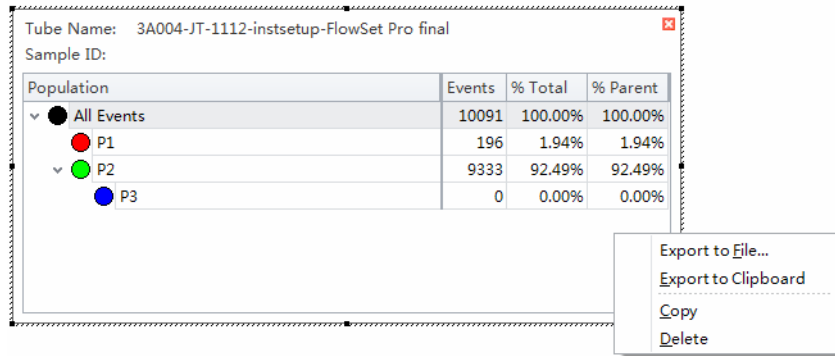 Tube Name: 3A004-JT-1112-instsetup-FlowSet Pro final
Sample ID:
Population Events % Total % Parent
All Events 10091 100.00% 100.00%
P1 196 1.94% 1.94%
P2 9333 92.49% 92.49%
P3 0 0.00% 0.00%
Export to File...
Export to Clipboard
Copy
Delete